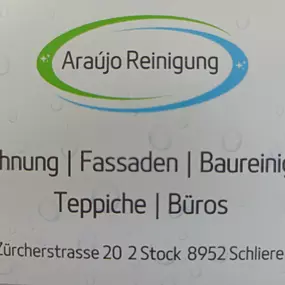 Araújo Reinigung
hnung | Fassaden | Baureinig
Teppiche | Büros
Zürcherstrasse 20 2 Stock 8952 Schliere